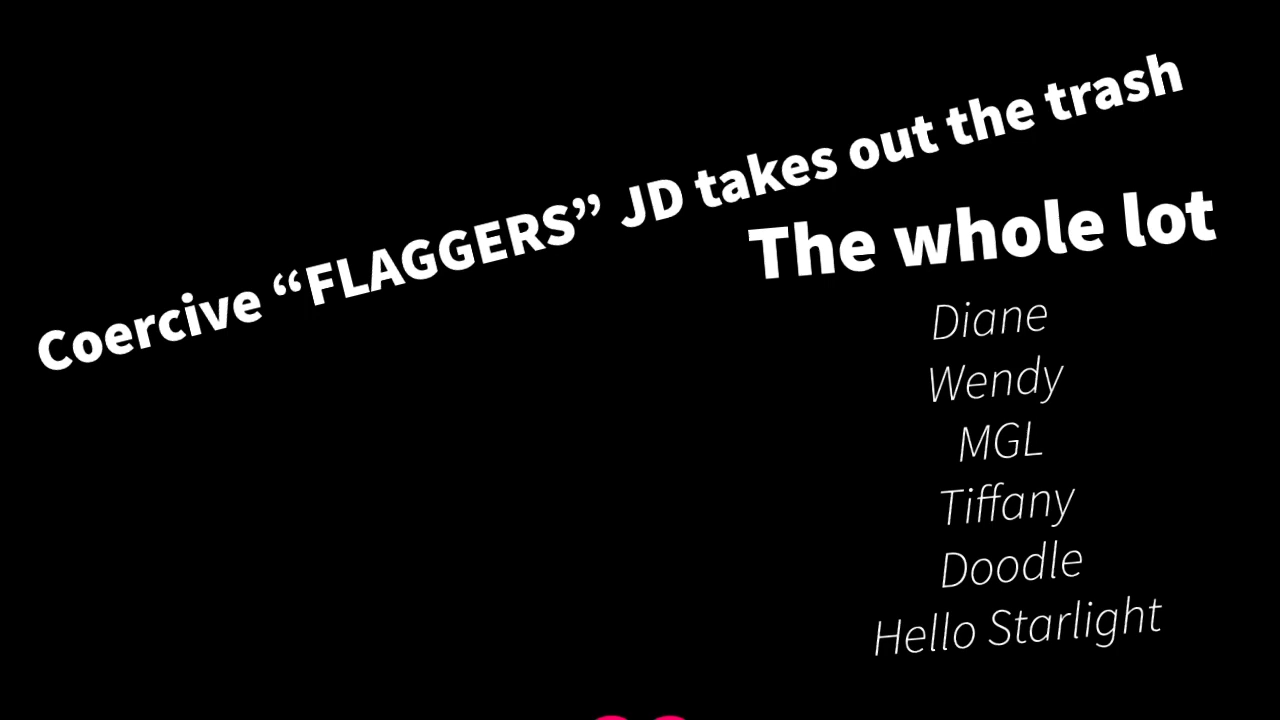 Coercive “FLAGGERS” JD takes out the trash
The whole lot
Diane
Wendy
MGL
Tiffany
Doodle
Hello Starlight